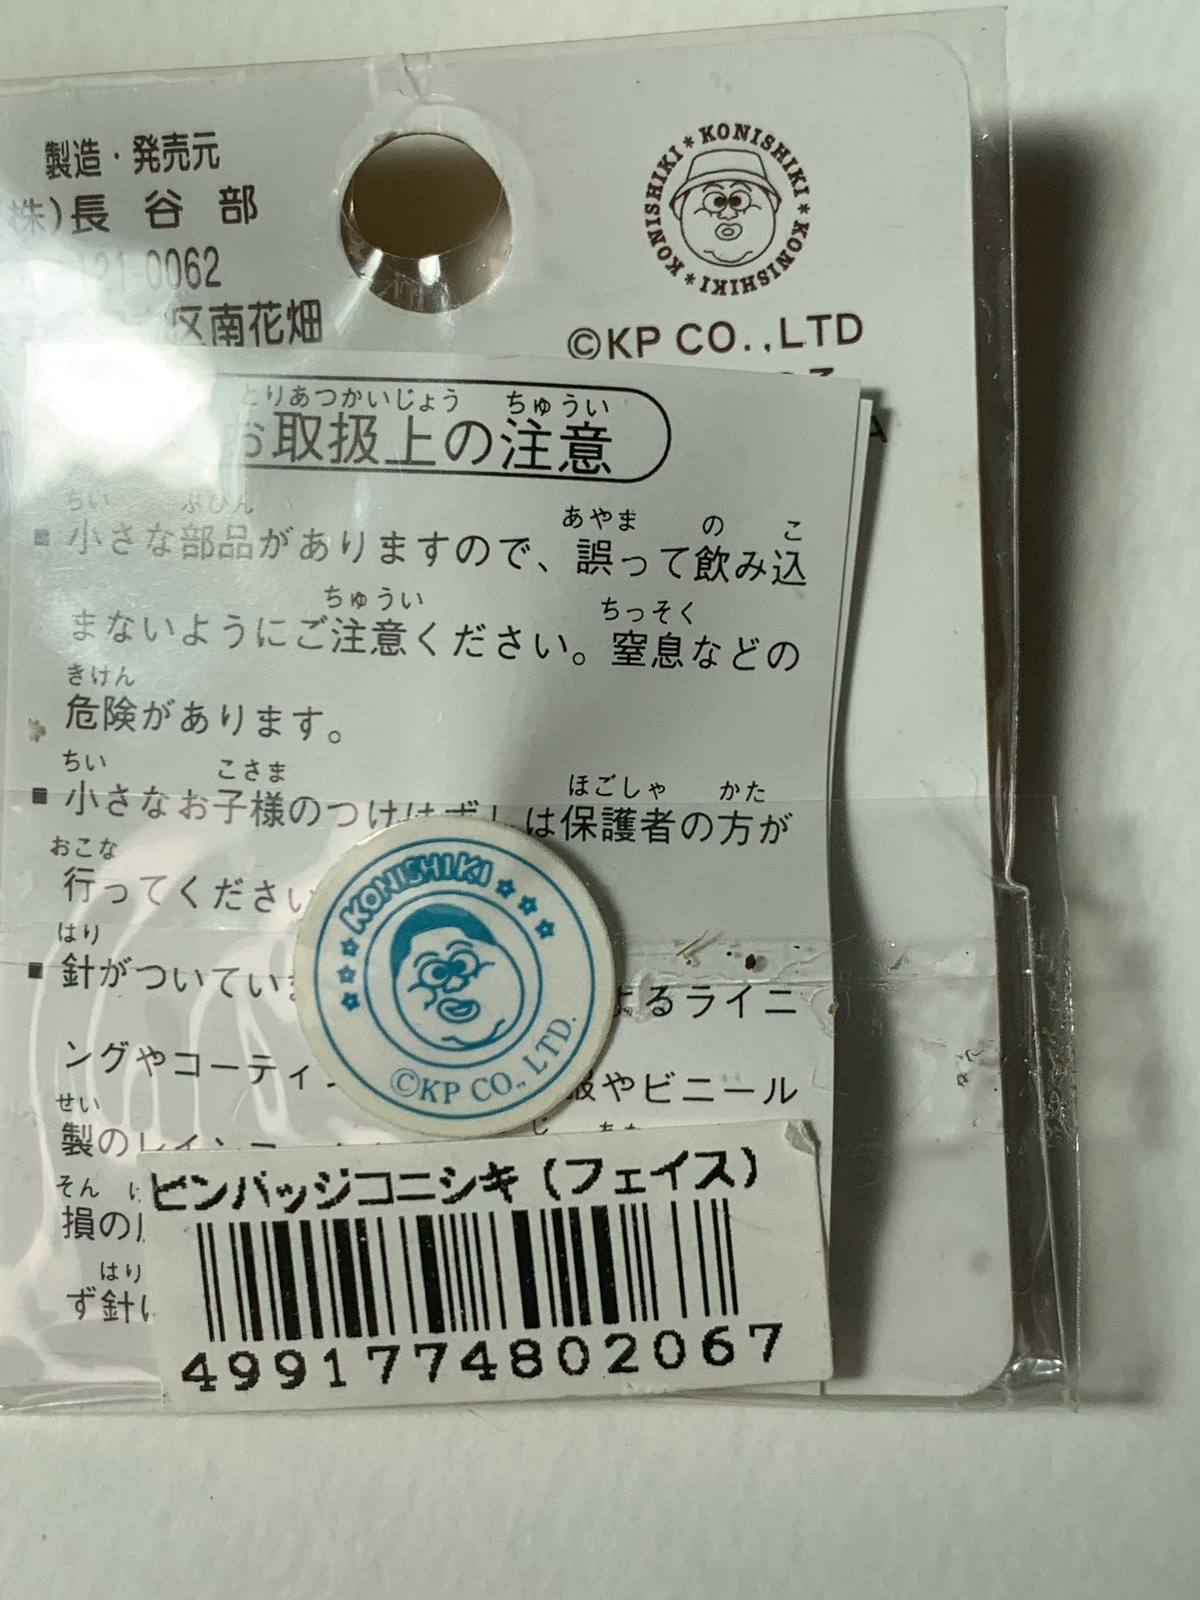 製造・発売元
(株)長谷部
121-0062
区南花畑
*KONISHIKI*KONISHIKI*KONISHIKI*KONISHIKI
©KP CO.,LTD
とりあつかいじょう ちゅうい
お取扱上の注意
ちい ぶひん
■小さな部品がありますので、誤って飲み込
あやま の こ
まないようにご注意ください。窒息などの
ちゅうい ちっそく
きけん
危険があります。
ちい こさま ほごしゃ かた
■小さなお子様のつけはずしは保護者の方が
おこな
行ってください
はり
■針がついてい よるライニ
ングやコーティ 服やビニール
せい
製のレインコー
そん
損の
はり
ず針
KONISHIKI
©KP CO., LTD.
ピンバッジコニシキ(フェイス)
4991774802067